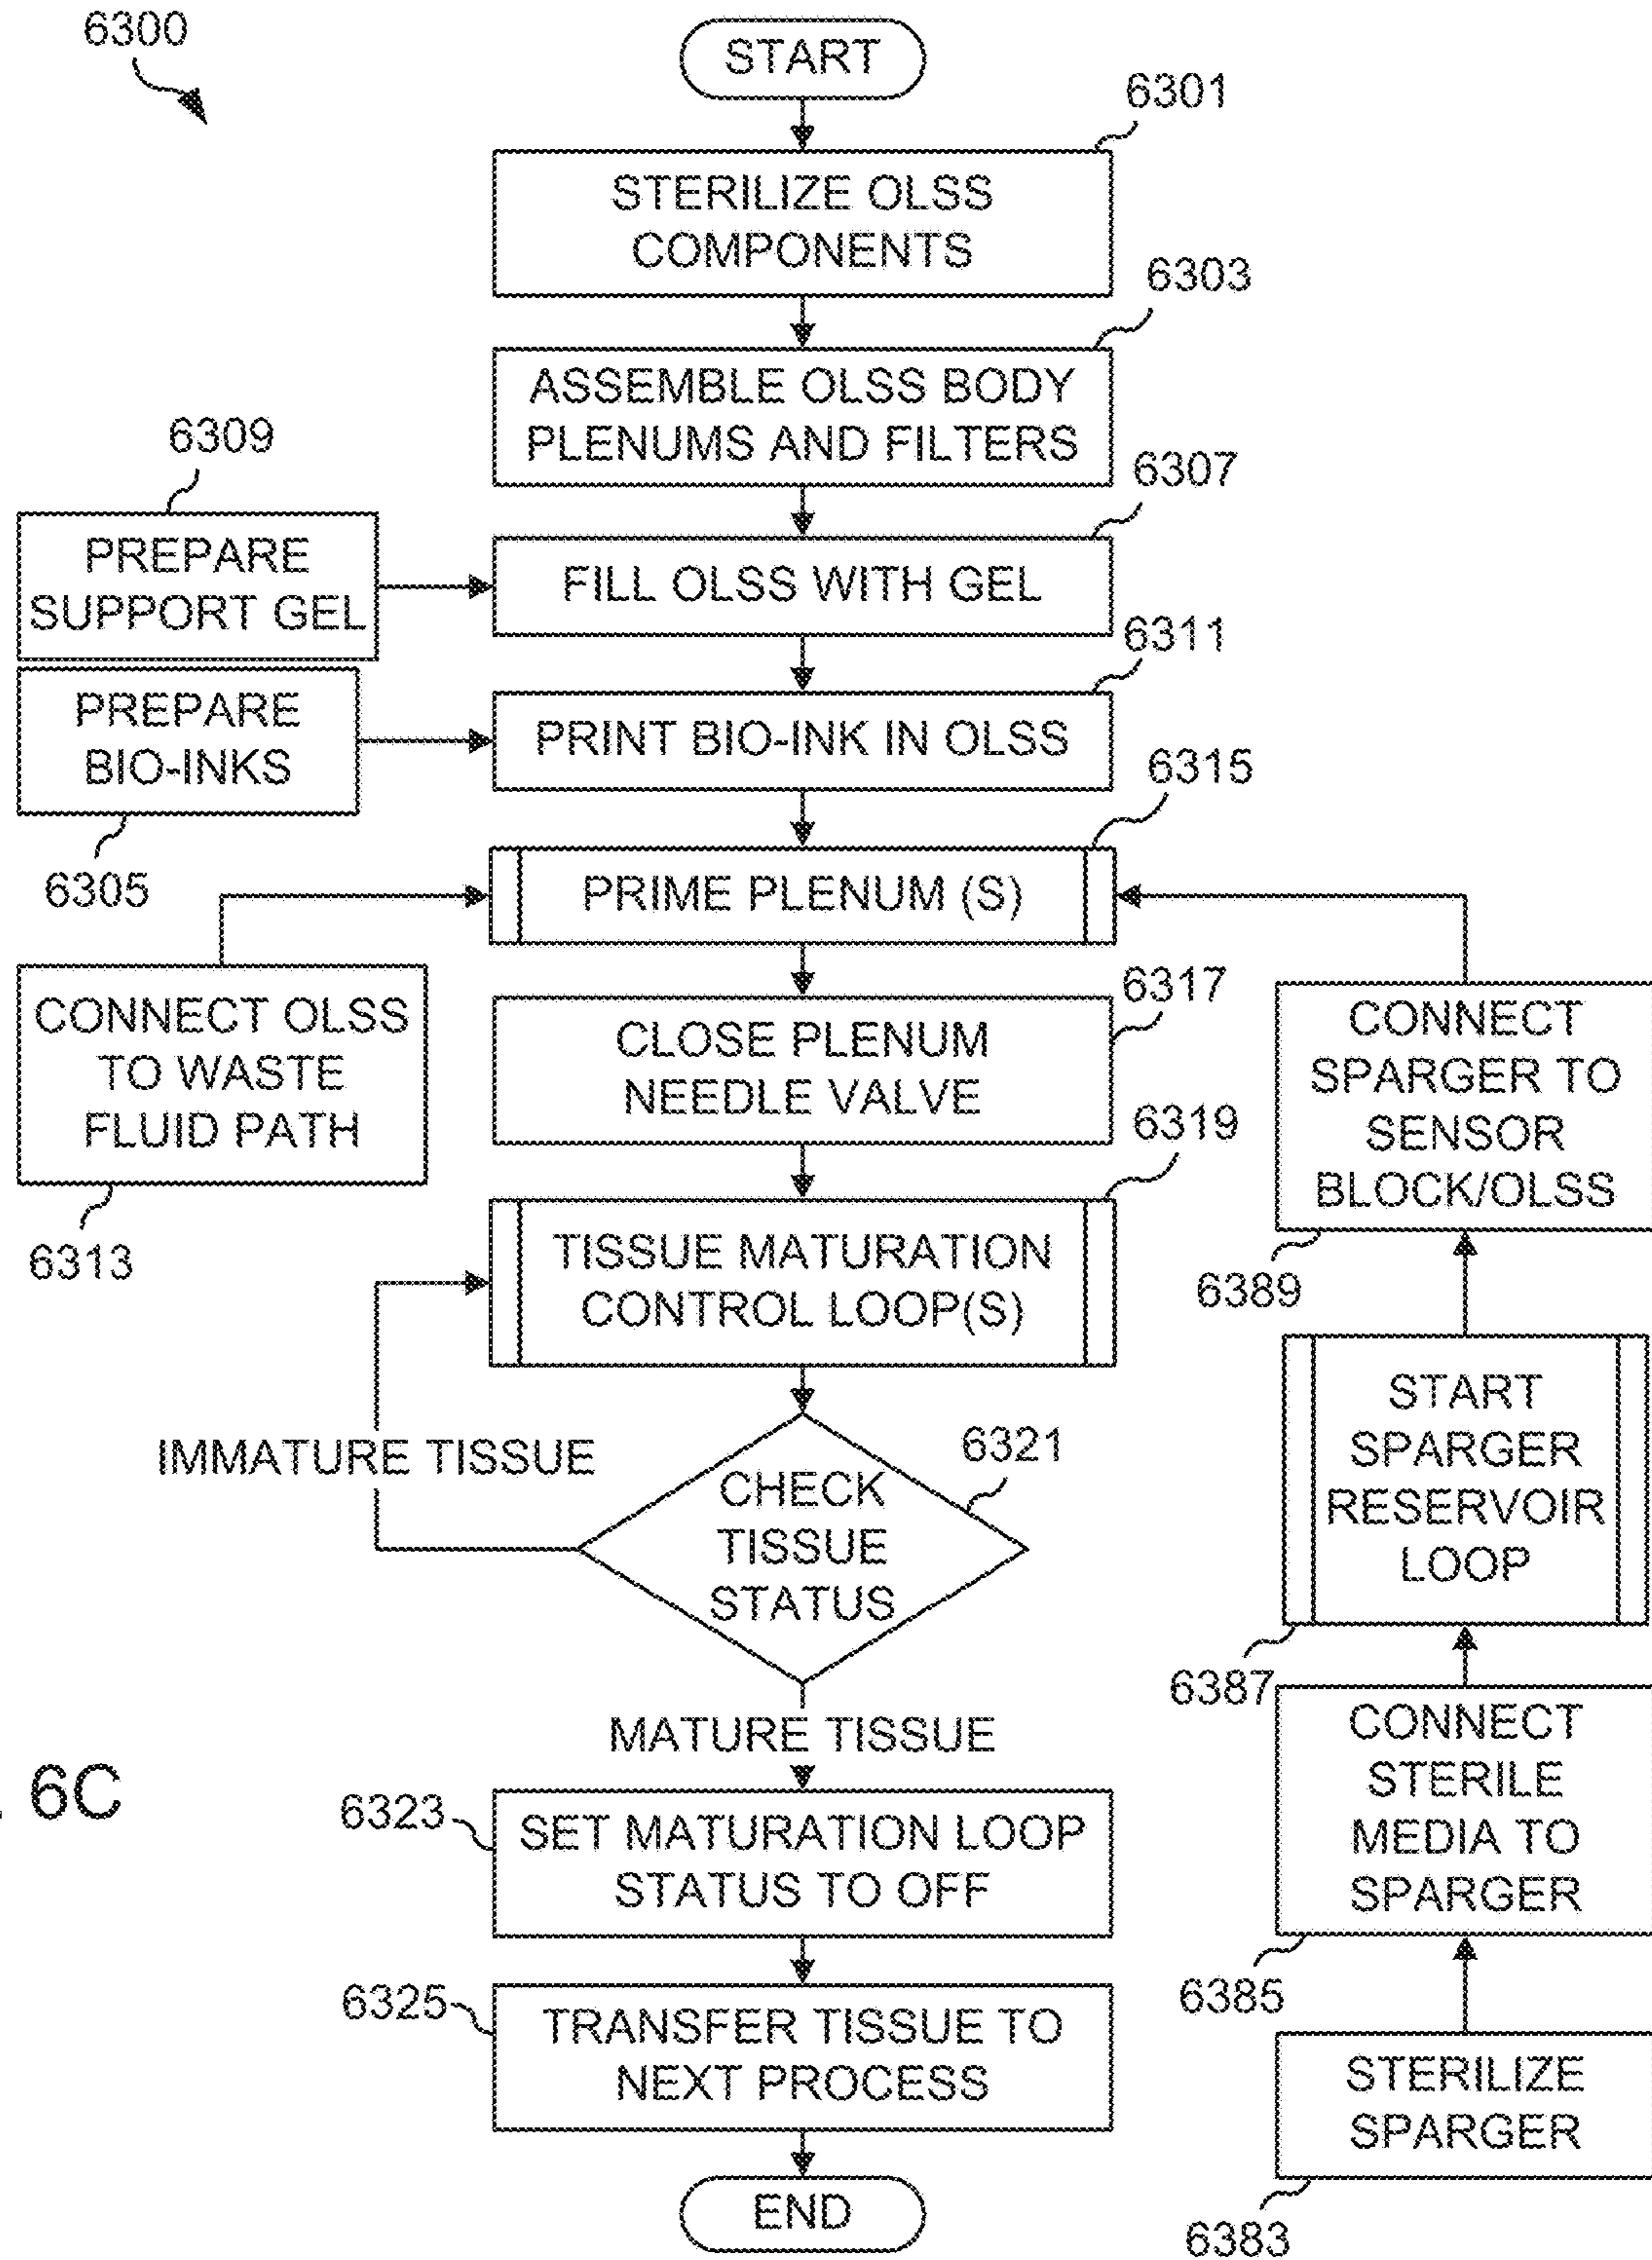 6300
START
6301
STERILIZE OLSS
COMPONENTS
6303
ASSEMBLE OLSS BODY
PLENUMS AND FILTERS
6309
6307
PREPARE
SUPPORT GEL
FILL OLSS WITH GEL
6311
PREPARE
BIO-INKS
PRINT BIO-INK IN OLSS
6305
6315
PRIME PLENUM (S)
CONNECT OLSS
TO WASTE
FLUID PATH
6313
6317
CLOSE PLENUM
NEEDLE VALVE
CONNECT
SPARGER TO
SENSOR
BLOCK/OLSS
6389
6319
TISSUE MATURATION
CONTROL LOOP(S)
START
SPARGER
RESERVOIR
LOOP
6387
IMMATURE TISSUE
6321
CHECK
TISSUE
STATUS
MATURE TISSUE
CONNECT
STERILE
MEDIA TO
SPARGER
6385
6C
6323
SET MATURATION LOOP
STATUS TO OFF
6325
TRANSFER TISSUE TO
NEXT PROCESS
STERILIZE
SPARGER
6383
END